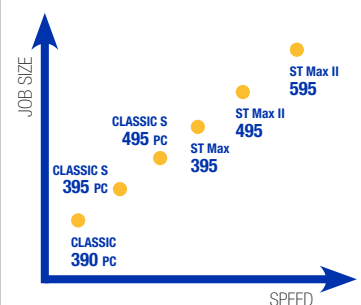 JOB SIZE
ST Max II
595
ST Max II
495
CLASSIC S
495 PC
ST Max
395
CLASSIC S
395 PC
CLASSIC
390 PC
SPEED